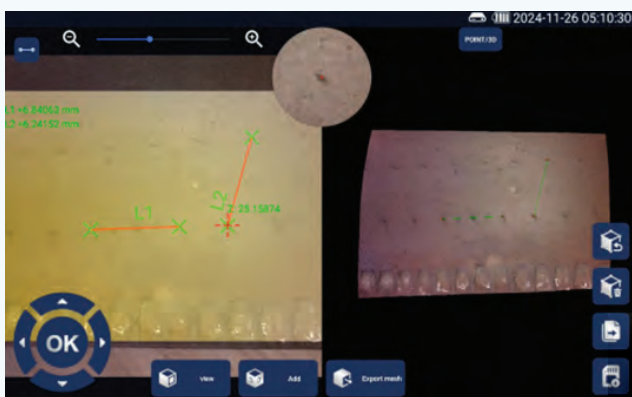 2024-11-26 05:10:30
POINT/3D
L1 +6.84062 mm
L2 +6.24152 mm
L1
L2
Z: 25.15874
OK
view
Add
Export mesh